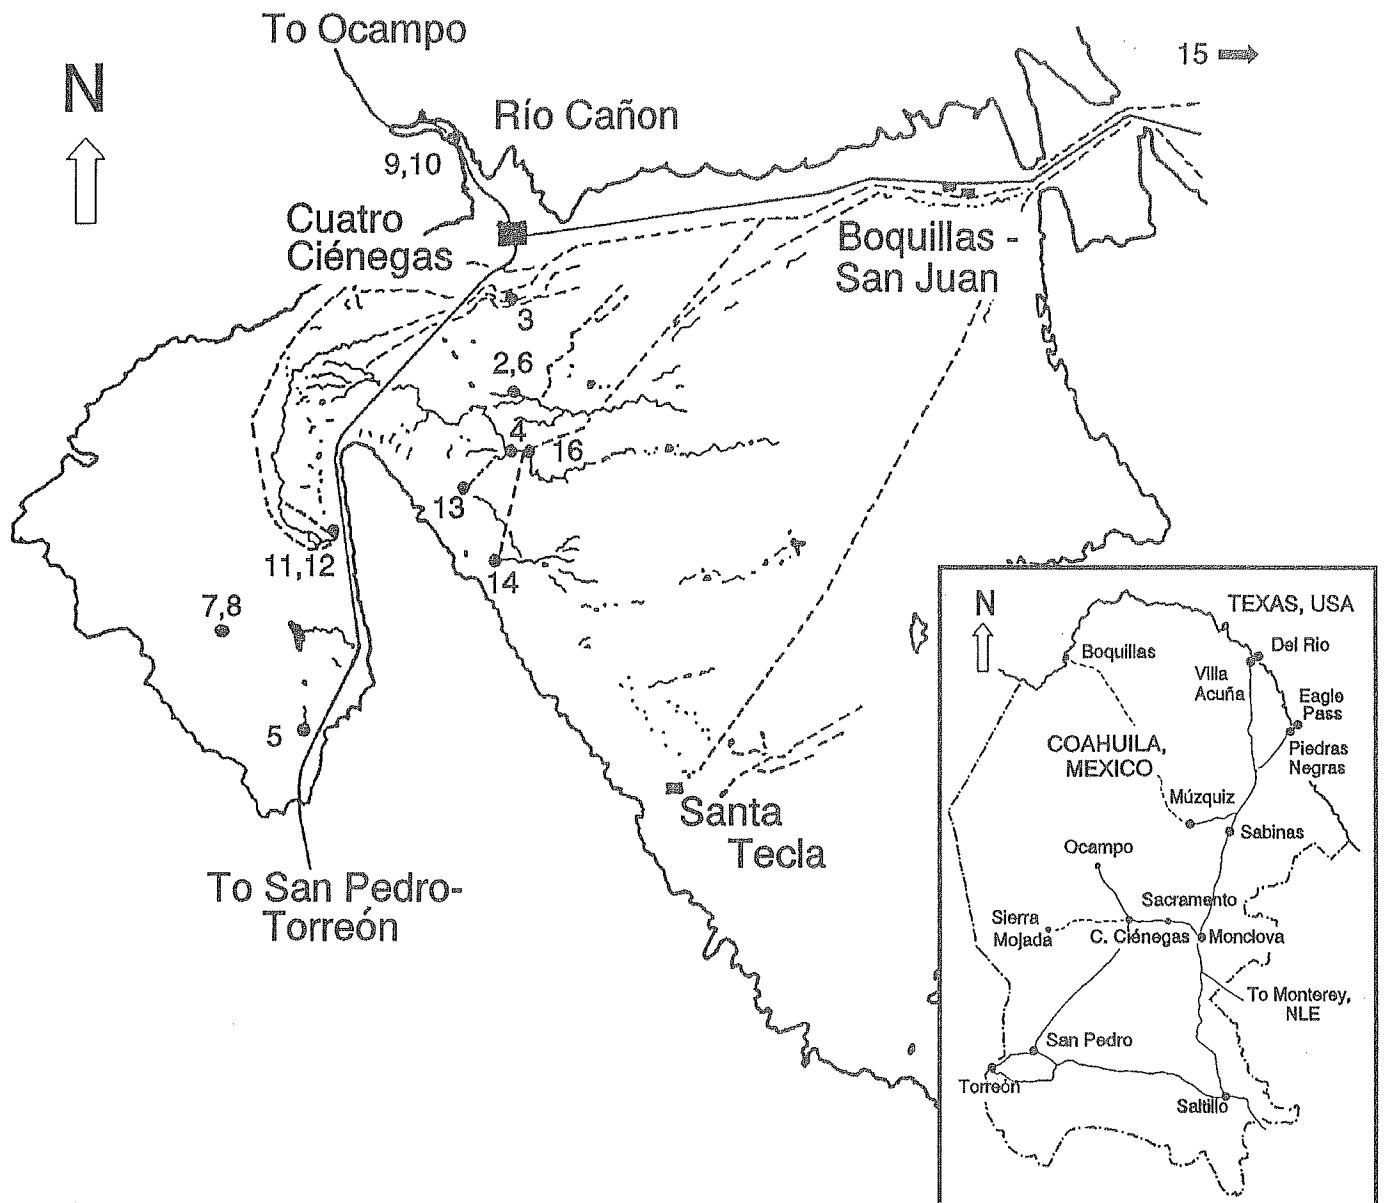 To Ocampo
15
N
Río Cañon
9,10
Cuatro
Ciénegas
Boquillas -
San Juan
3
2,6
4
16
13
11,12
14
7,8
5
Santa
Tecla
To San Pedro-
Torreón
N
TEXAS, USA
Boquillas
Del Rio
Villa
Acuña
Eagle
Pass
COAHUILA,
MEXICO
Piedras
Negras
Múzquiz
Sabinas
Ocampo
Sacramento
Sierra
Mojada
C. Ciénegas
Monclova
To Monterey,
NLE
San Pedro
Torreón
Saltillo